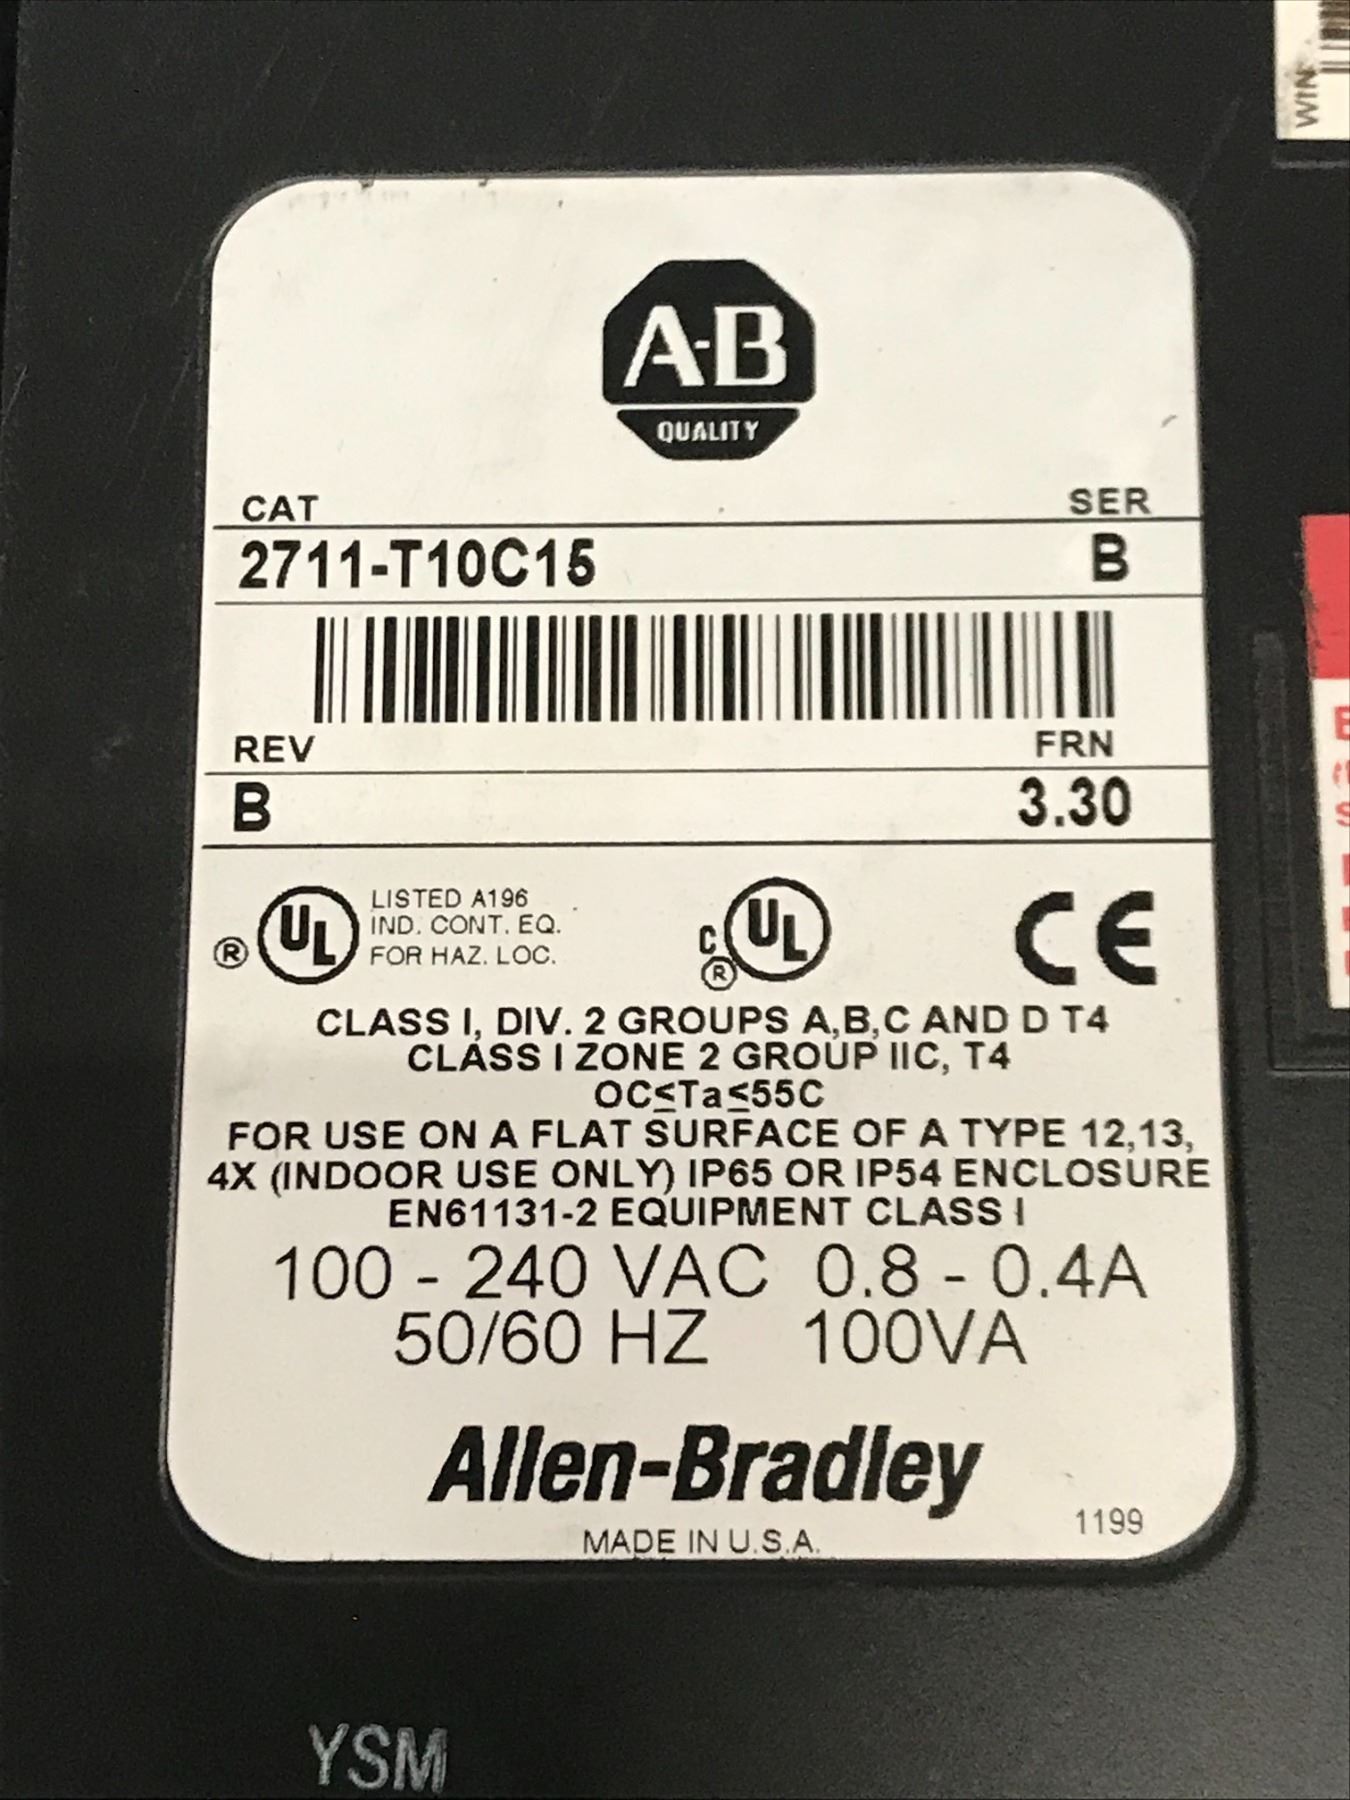 WIN
A-B
QUALITY
CAT SER
2711-T10C15 B
REV FRN
B 3.30
® UL LISTED A196
IND. CONT. EQ.
FOR HAZ. LOC.
C UL ®
CE
CLASS I, DIV. 2 GROUPS A,B,C AND D T4
CLASS I ZONE 2 GROUP IIC, T4
OC≤Ta≤55C
FOR USE ON A FLAT SURFACE OF A TYPE 12,13,
4X (INDOOR USE ONLY) IP65 OR IP54 ENCLOSURE
EN61131-2 EQUIPMENT CLASS I
100 - 240 VAC 0.8 - 0.4A
50/60 HZ 100VA
Allen-Bradley
MADE IN U.S.A.
1199
YSM